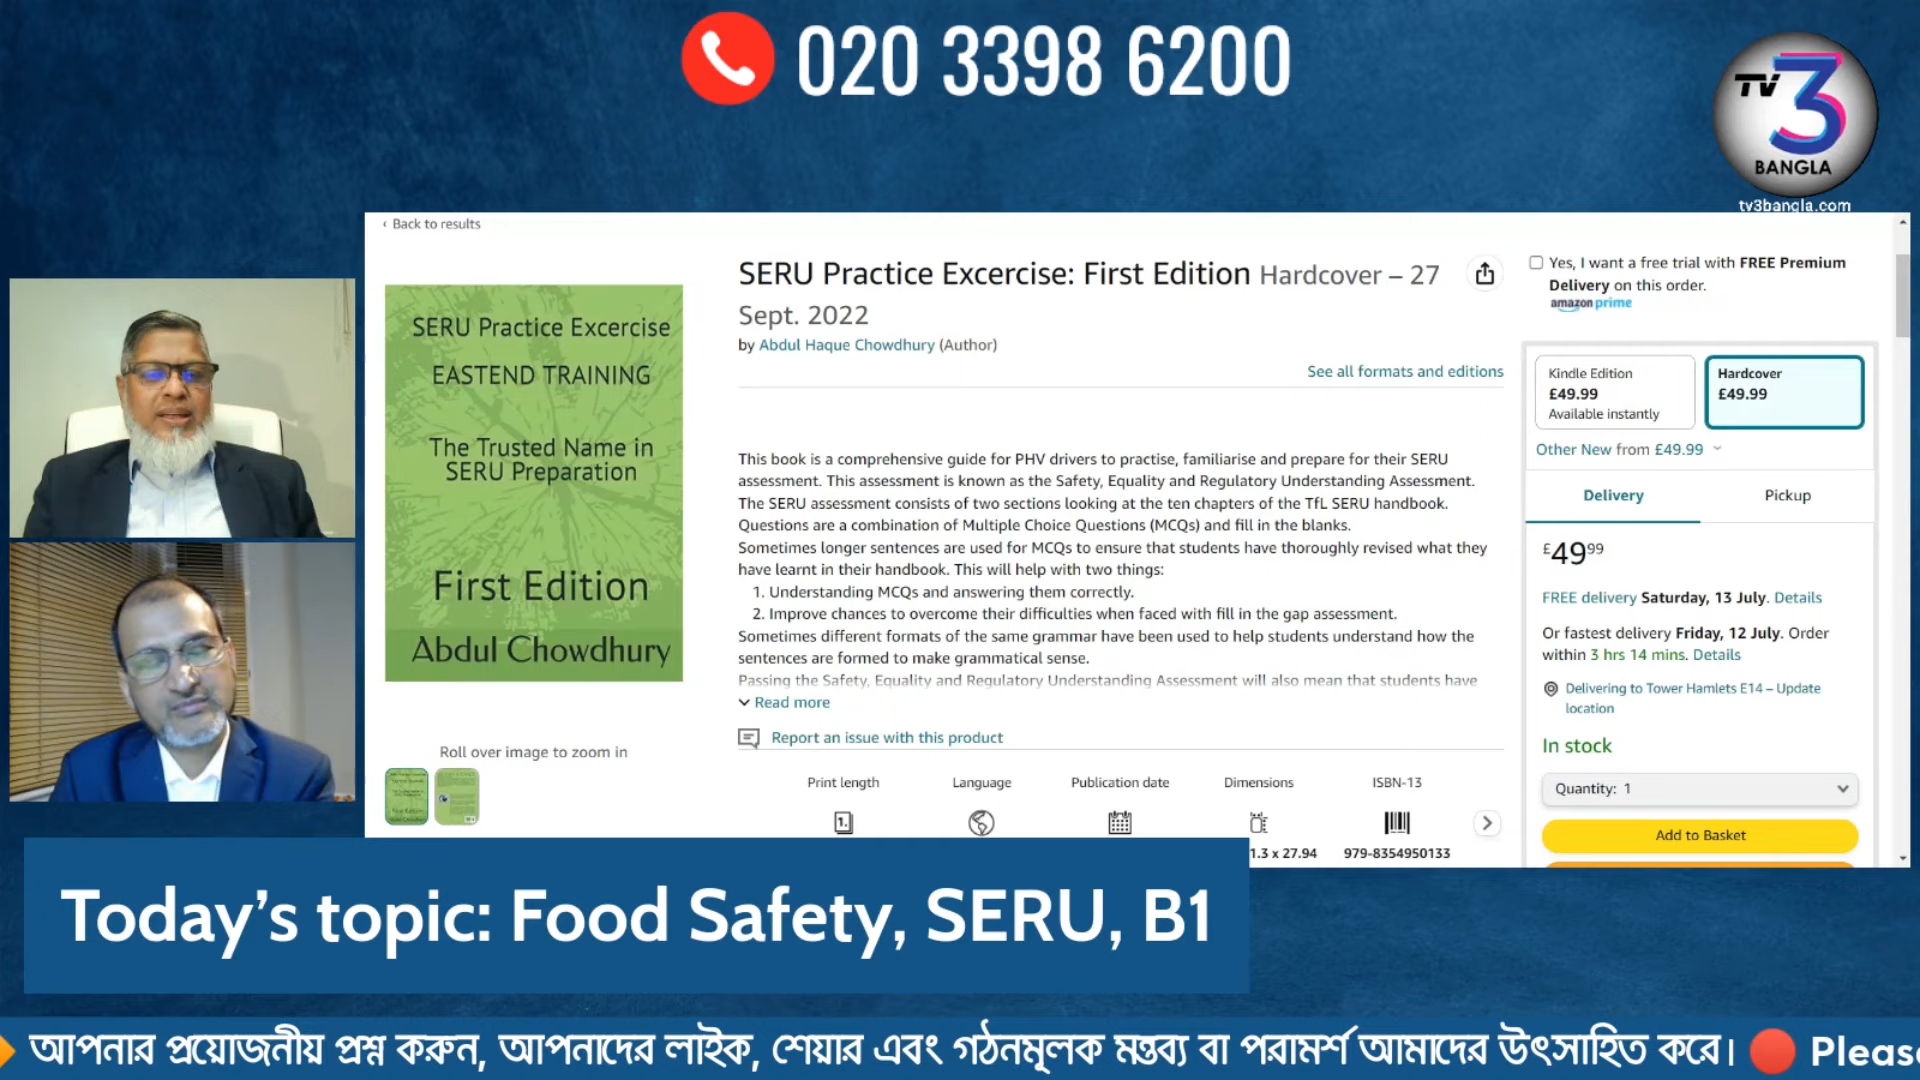 020 3398 6200
TV 3
BANGLA
tv3bangla.com
‹ Back to results
SERU Practice Excercise
EASTEND TRAINING
The Trusted Name in
SERU Preparation
First Edition
Abdul Chowdhury
Roll over image to zoom in
SERU Practice Excercise: First Edition Hardcover – 27
Sept. 2022
by Abdul Haque Chowdhury (Author)
See all formats and editions
This book is a comprehensive guide for PHV drivers to practise, familiarise and prepare for their SERU
assessment. This assessment is known as the Safety, Equality and Regulatory Understanding Assessment.
The SERU assessment consists of two sections looking at the ten chapters of the TfL SERU handbook.
Questions are a combination of Multiple Choice Questions (MCQs) and fill in the blanks.
Sometimes longer sentences are used for MCQs to ensure that students have thoroughly revised what they
have learnt in their handbook. This will help with two things:
1. Understanding MCQs and answering them correctly.
2. Improve chances to overcome their difficulties when faced with fill in the gap assessment.
Sometimes different formats of the same grammar have been used to help students understand how the
sentences are formed to make grammatical sense.
Passing the Safety, Equality and Regulatory Understanding Assessment will also mean that students have
Read more
Report an issue with this product
Print length Language Publication date Dimensions ISBN-13
1.3 x 27.94 979-8354950133
Yes, I want a free trial with FREE Premium
Delivery on this order.
amazon prime
Kindle Edition
£49.99
Available instantly
Hardcover
£49.99
Other New from £49.99
Delivery Pickup
£49 99
FREE delivery Saturday, 13 July. Details
Or fastest delivery Friday, 12 July. Order
within 3 hrs 14 mins. Details
Delivering to Tower Hamlets E14 – Update
location
In stock
Quantity: 1
Add to Basket
Today's topic: Food Safety, SERU, B1
আপনার প্রয়োজনীয় প্রশ্ন করুন, আপনাদের লাইক, শেয়ার এবং গঠনমূলক মন্তব্য বা পরামর্শ আমাদের উৎসাহিত করে। Please